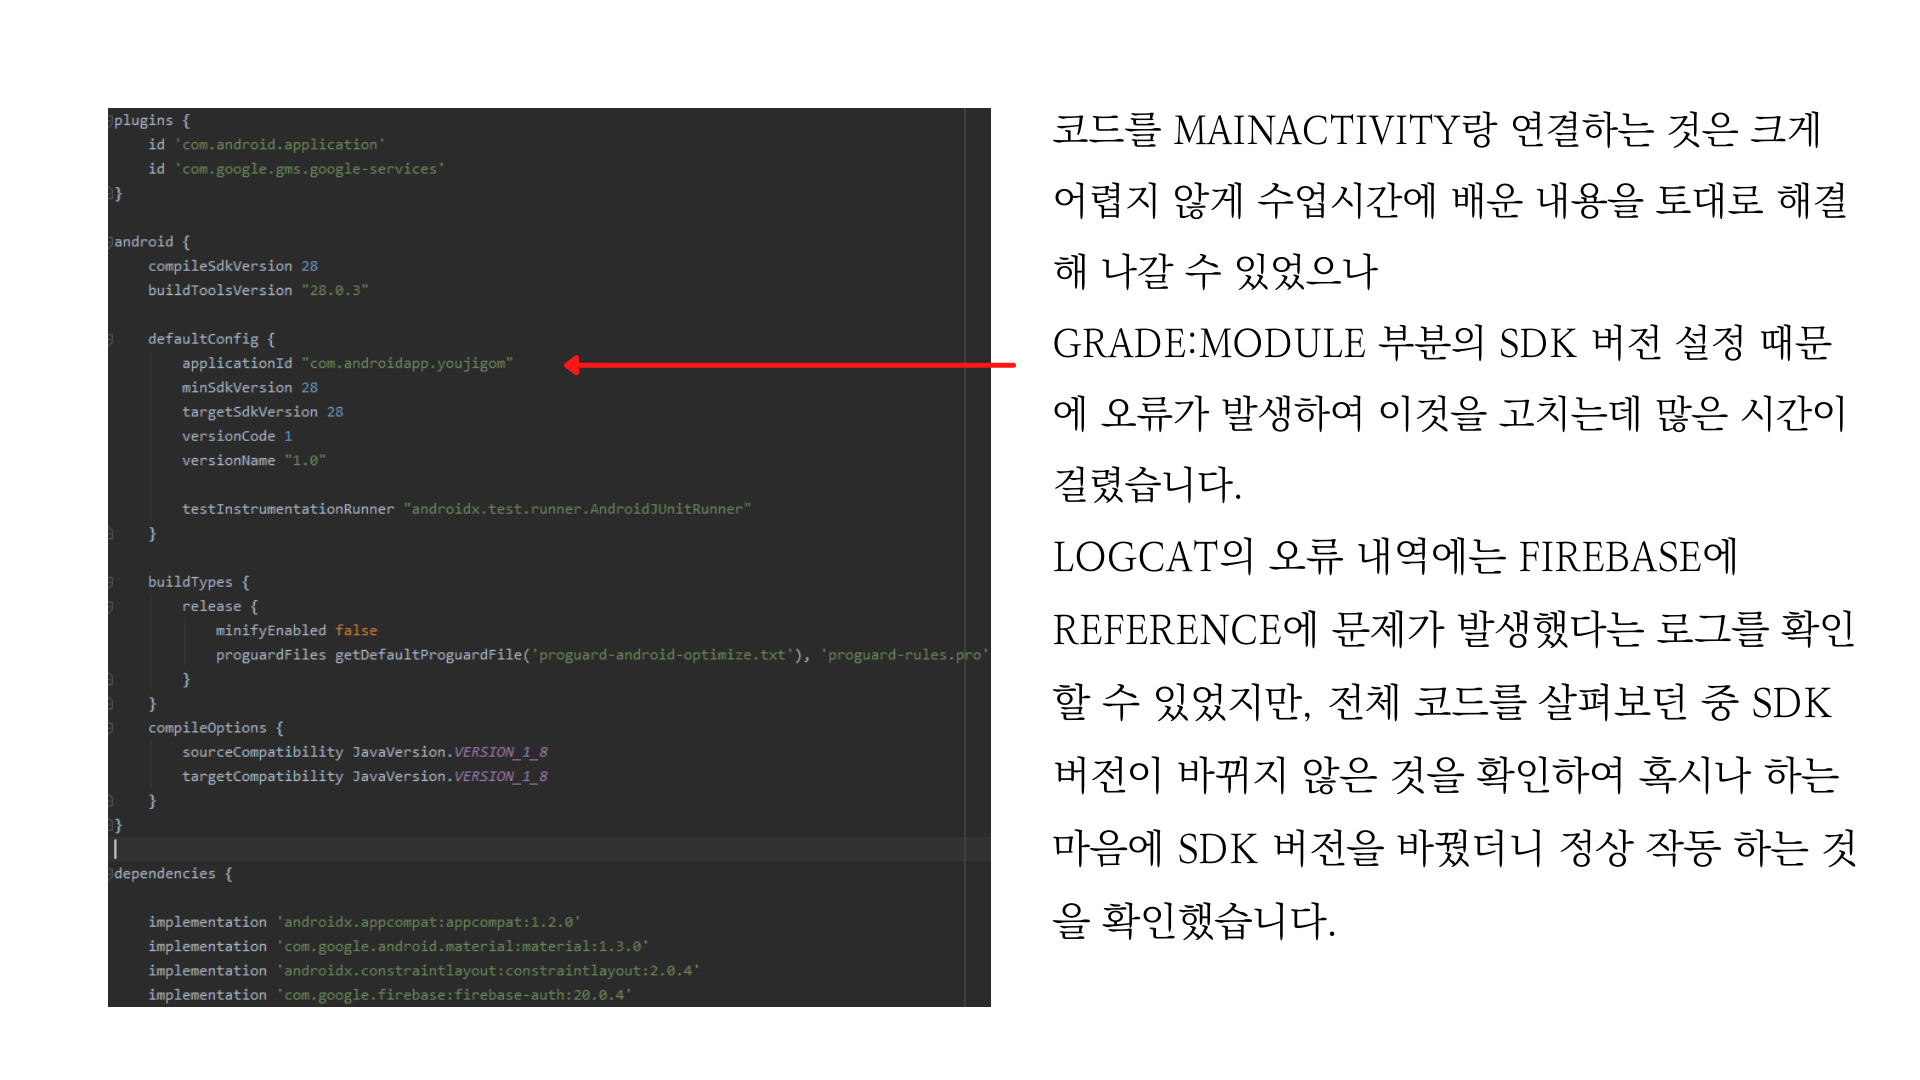 plugins {
    id 'com.android.application'
    id 'com.google.gms.google-services'
}
android {
    compileSdkVersion 28
    buildToolsVersion "28.0.3"
    defaultConfig {
        applicationId "com.androidapp.youjigom"
        minSdkVersion 28
        targetSdkVersion 28
        versionCode 1
        versionName "1.0"
        testInstrumentationRunner "androidx.test.runner.AndroidJUnitRunner"
    }
    buildTypes {
        release {
            minifyEnabled false
            proguardFiles getDefaultProguardFile('proguard-android-optimize.txt'), 'proguard-rules.pro'
        }
    }
    compileOptions {
        sourceCompatibility JavaVersion.VERSION_1_8
        targetCompatibility JavaVersion.VERSION_1_8
    }
}
dependencies {
    implementation 'androidx.appcompat:appcompat:1.2.0'
    implementation 'com.google.android.material:material:1.3.0'
    implementation 'androidx.constraintlayout:constraintlayout:2.0.4'
    implementation 'com.google.firebase:firebase-auth:20.0.4'
코드를 MAINACTIVITY랑 연결하는 것은 크게
어렵지 않게 수업시간에 배운 내용을 토대로 해결
해 나갈 수 있었으나
GRADE:MODULE 부분의 SDK 버전 설정 때문
에 오류가 발생하여 이것을 고치는데 많은 시간이
걸렸습니다.
LOGCAT의 오류 내역에는 FIREBASE에
REFERENCE에 문제가 발생했다는 로그를 확인
할 수 있었지만, 전체 코드를 살펴보던 중 SDK
버전이 바뀌지 않은 것을 확인하여 혹시나 하는
마음에 SDK 버전을 바꿨더니 정상 작동 하는 것
을 확인했습니다.